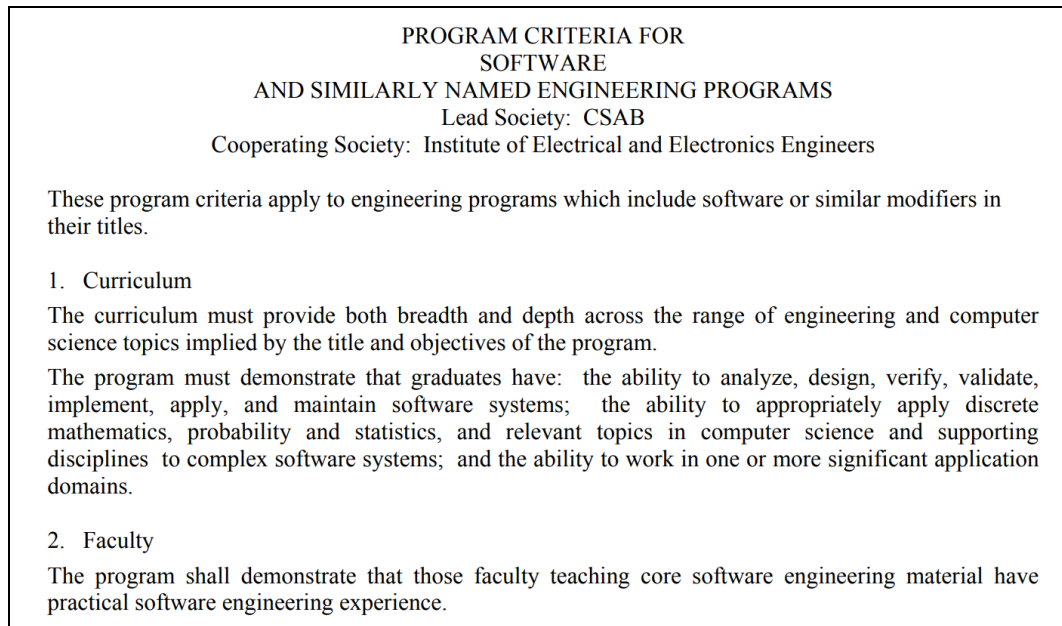 PROGRAM CRITERIA FOR
SOFTWARE
AND SIMILARLY NAMED ENGINEERING PROGRAMS
Lead Society: CSAB
Cooperating Society: Institute of Electrical and Electronics Engineers
These program criteria apply to engineering programs which include software or similar modifiers in
their titles.
1. Curriculum
The curriculum must provide both breadth and depth across the range of engineering and computer
science topics implied by the title and objectives of the program.
The program must demonstrate that graduates have: the ability to analyze, design, verify, validate,
implement, apply, and maintain software systems; the ability to appropriately apply discrete
mathematics, probability and statistics, and relevant topics in computer science and supporting
disciplines to complex software systems; and the ability to work in one or more significant application
domains.
2. Faculty
The program shall demonstrate that those faculty teaching core software engineering material have
practical software engineering experience.